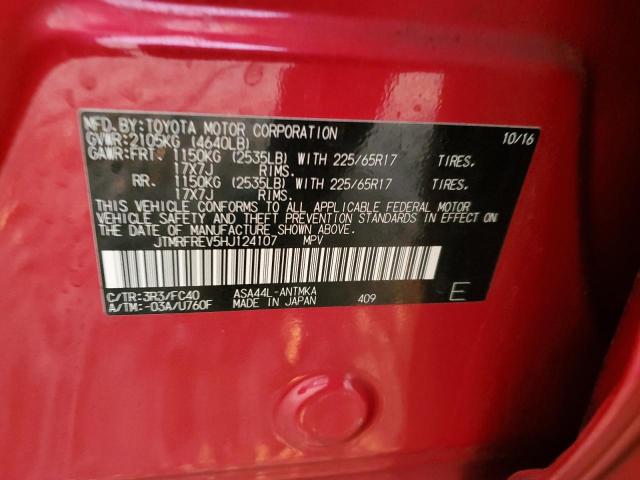 MFD.BY:TOYOTA MOTOR CORPORATION 10/16
GVWR:2105KG (4640LB)
GAWR:FRT. 1150KG (2535LB) WITH 225/65R17 TIRES.
17X7J RIMS.
RR. 1150KG (2535LB) WITH 225/65R17 TIRES.
17X7J RIMS.
THIS VEHICLE CONFORMS TO ALL APPLICABLE FEDERAL MOTOR
VEHICLE SAFETY AND THEFT PREVENTION STANDARDS IN EFFECT ON
THE DATE OF MANUFACTURE SHOWN ABOVE.
JTMRFREV5HJ124107 MPV
C/TR:3R3/FC40 ASA44L-ANTMKA
A/TM:-03A/U760F MADE IN JAPAN 409 E